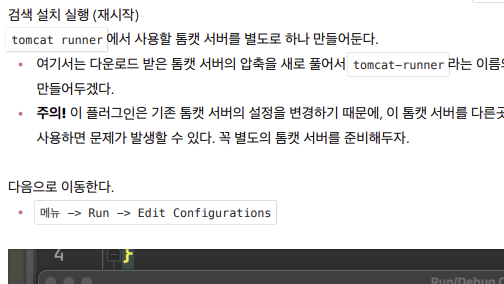 검색 설치 실행 (재시작)
tomcat runner에서 사용할 톰캣 서버를 별도로 하나 만들어둔다.
여기서는 다운로드 받은 톰캣 서버의 압축을 새로 풀어서 tomcat-runner라는 이름의
만들어두겠다.
주의! 이 플러그인은 기존 톰캣 서버의 설정을 변경하기 때문에, 이 톰캣 서버를 다른곳
사용하면 문제가 발생할 수 있다. 꼭 별도의 톰캣 서버를 준비해두자.
다음으로 이동한다.
메뉴 -> Run -> Edit Configurations
4 }
Run/Debug C